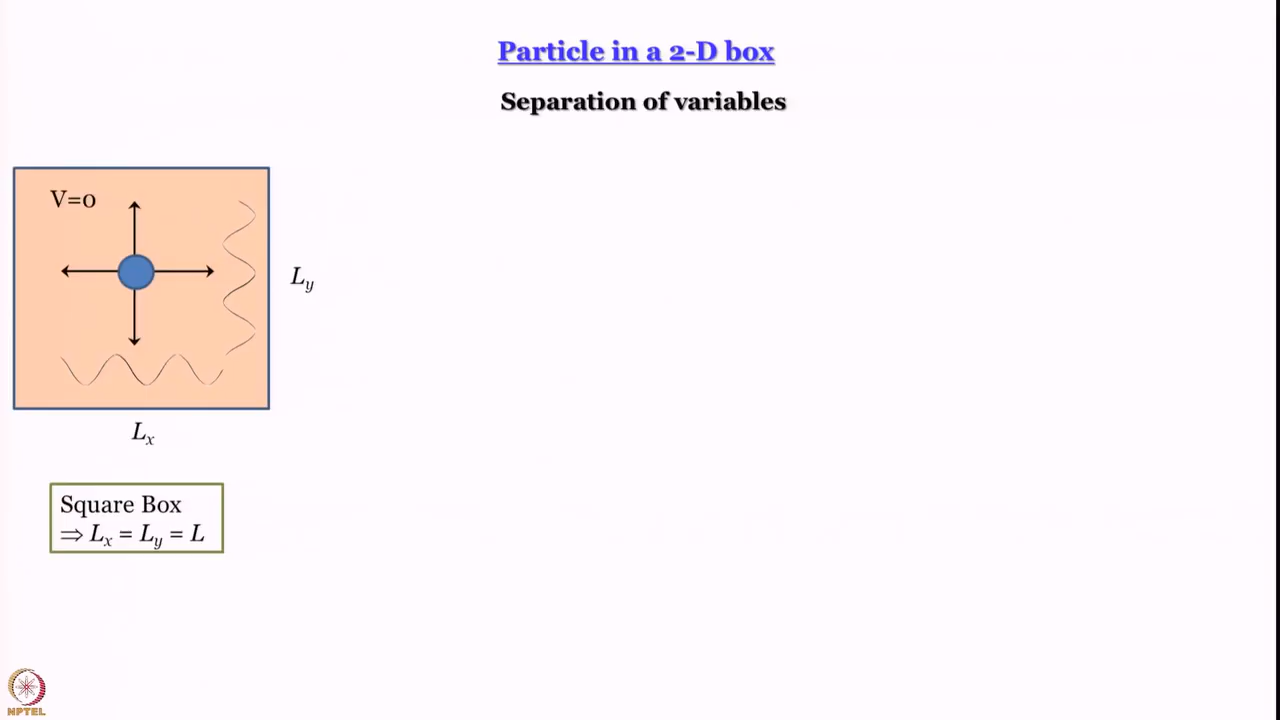 Particle in a 2-D box
Separation of variables
V=0
L_y
L_x
Square Box
⇒ L_x = L_y = L
NPTEL